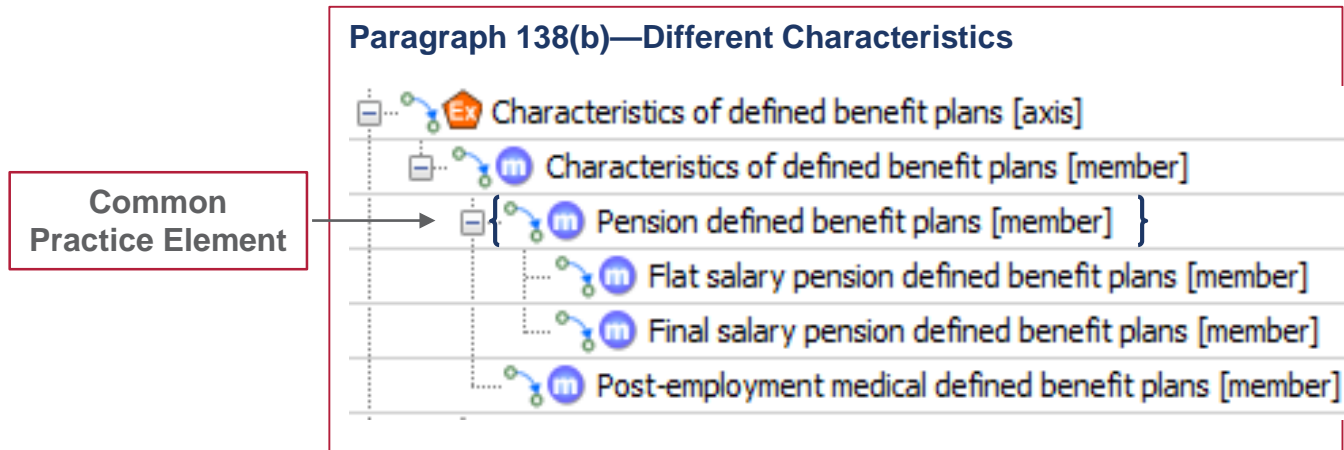 Paragraph 138(b)—Different Characteristics
Ex Characteristics of defined benefit plans [axis]
m Characteristics of defined benefit plans [member]
Common
Practice Element
{ m Pension defined benefit plans [member] }
m Flat salary pension defined benefit plans [member]
m Final salary pension defined benefit plans [member]
m Post-employment medical defined benefit plans [member]